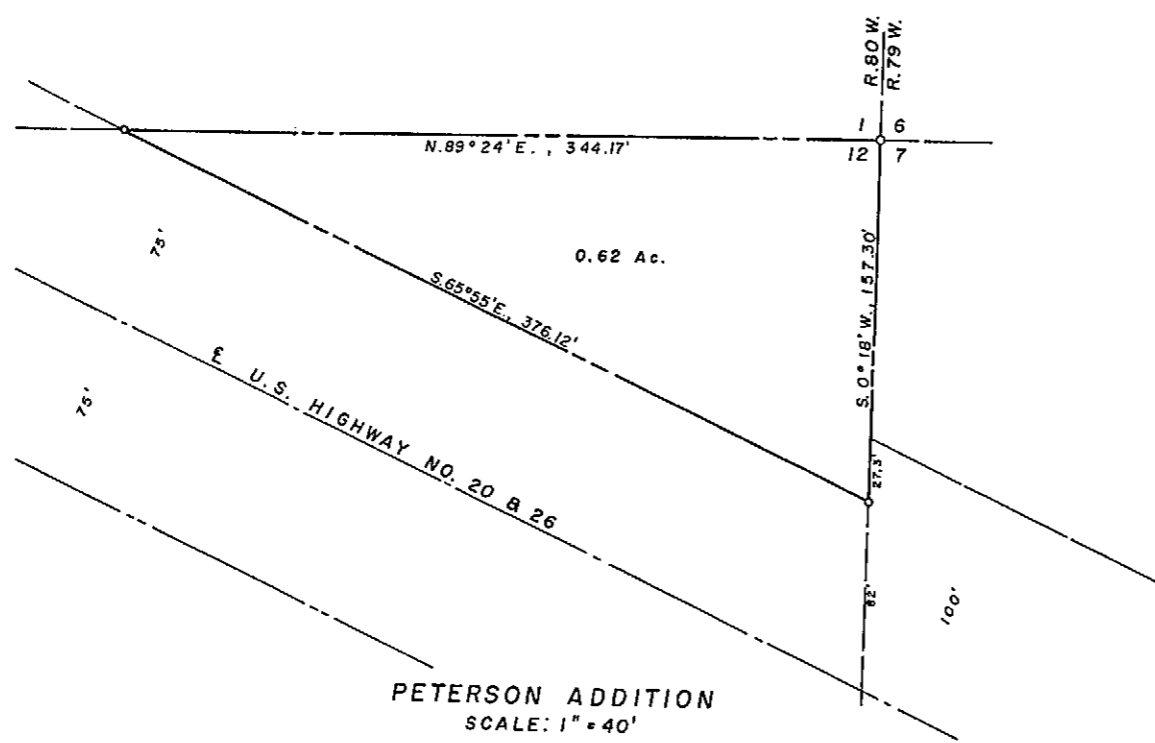 R.80 W.
R.79 W.
1 6
12 7
N.89°24'E. , 344.17'
0.62 Ac.
S.65°55'E., 376.12'
S. 0° 18' W., 157.30'
75'
75'
℄ U.S. HIGHWAY NO. 20 & 26
27.3'
82'
100'
PETERSON ADDITION
SCALE: 1" = 40'